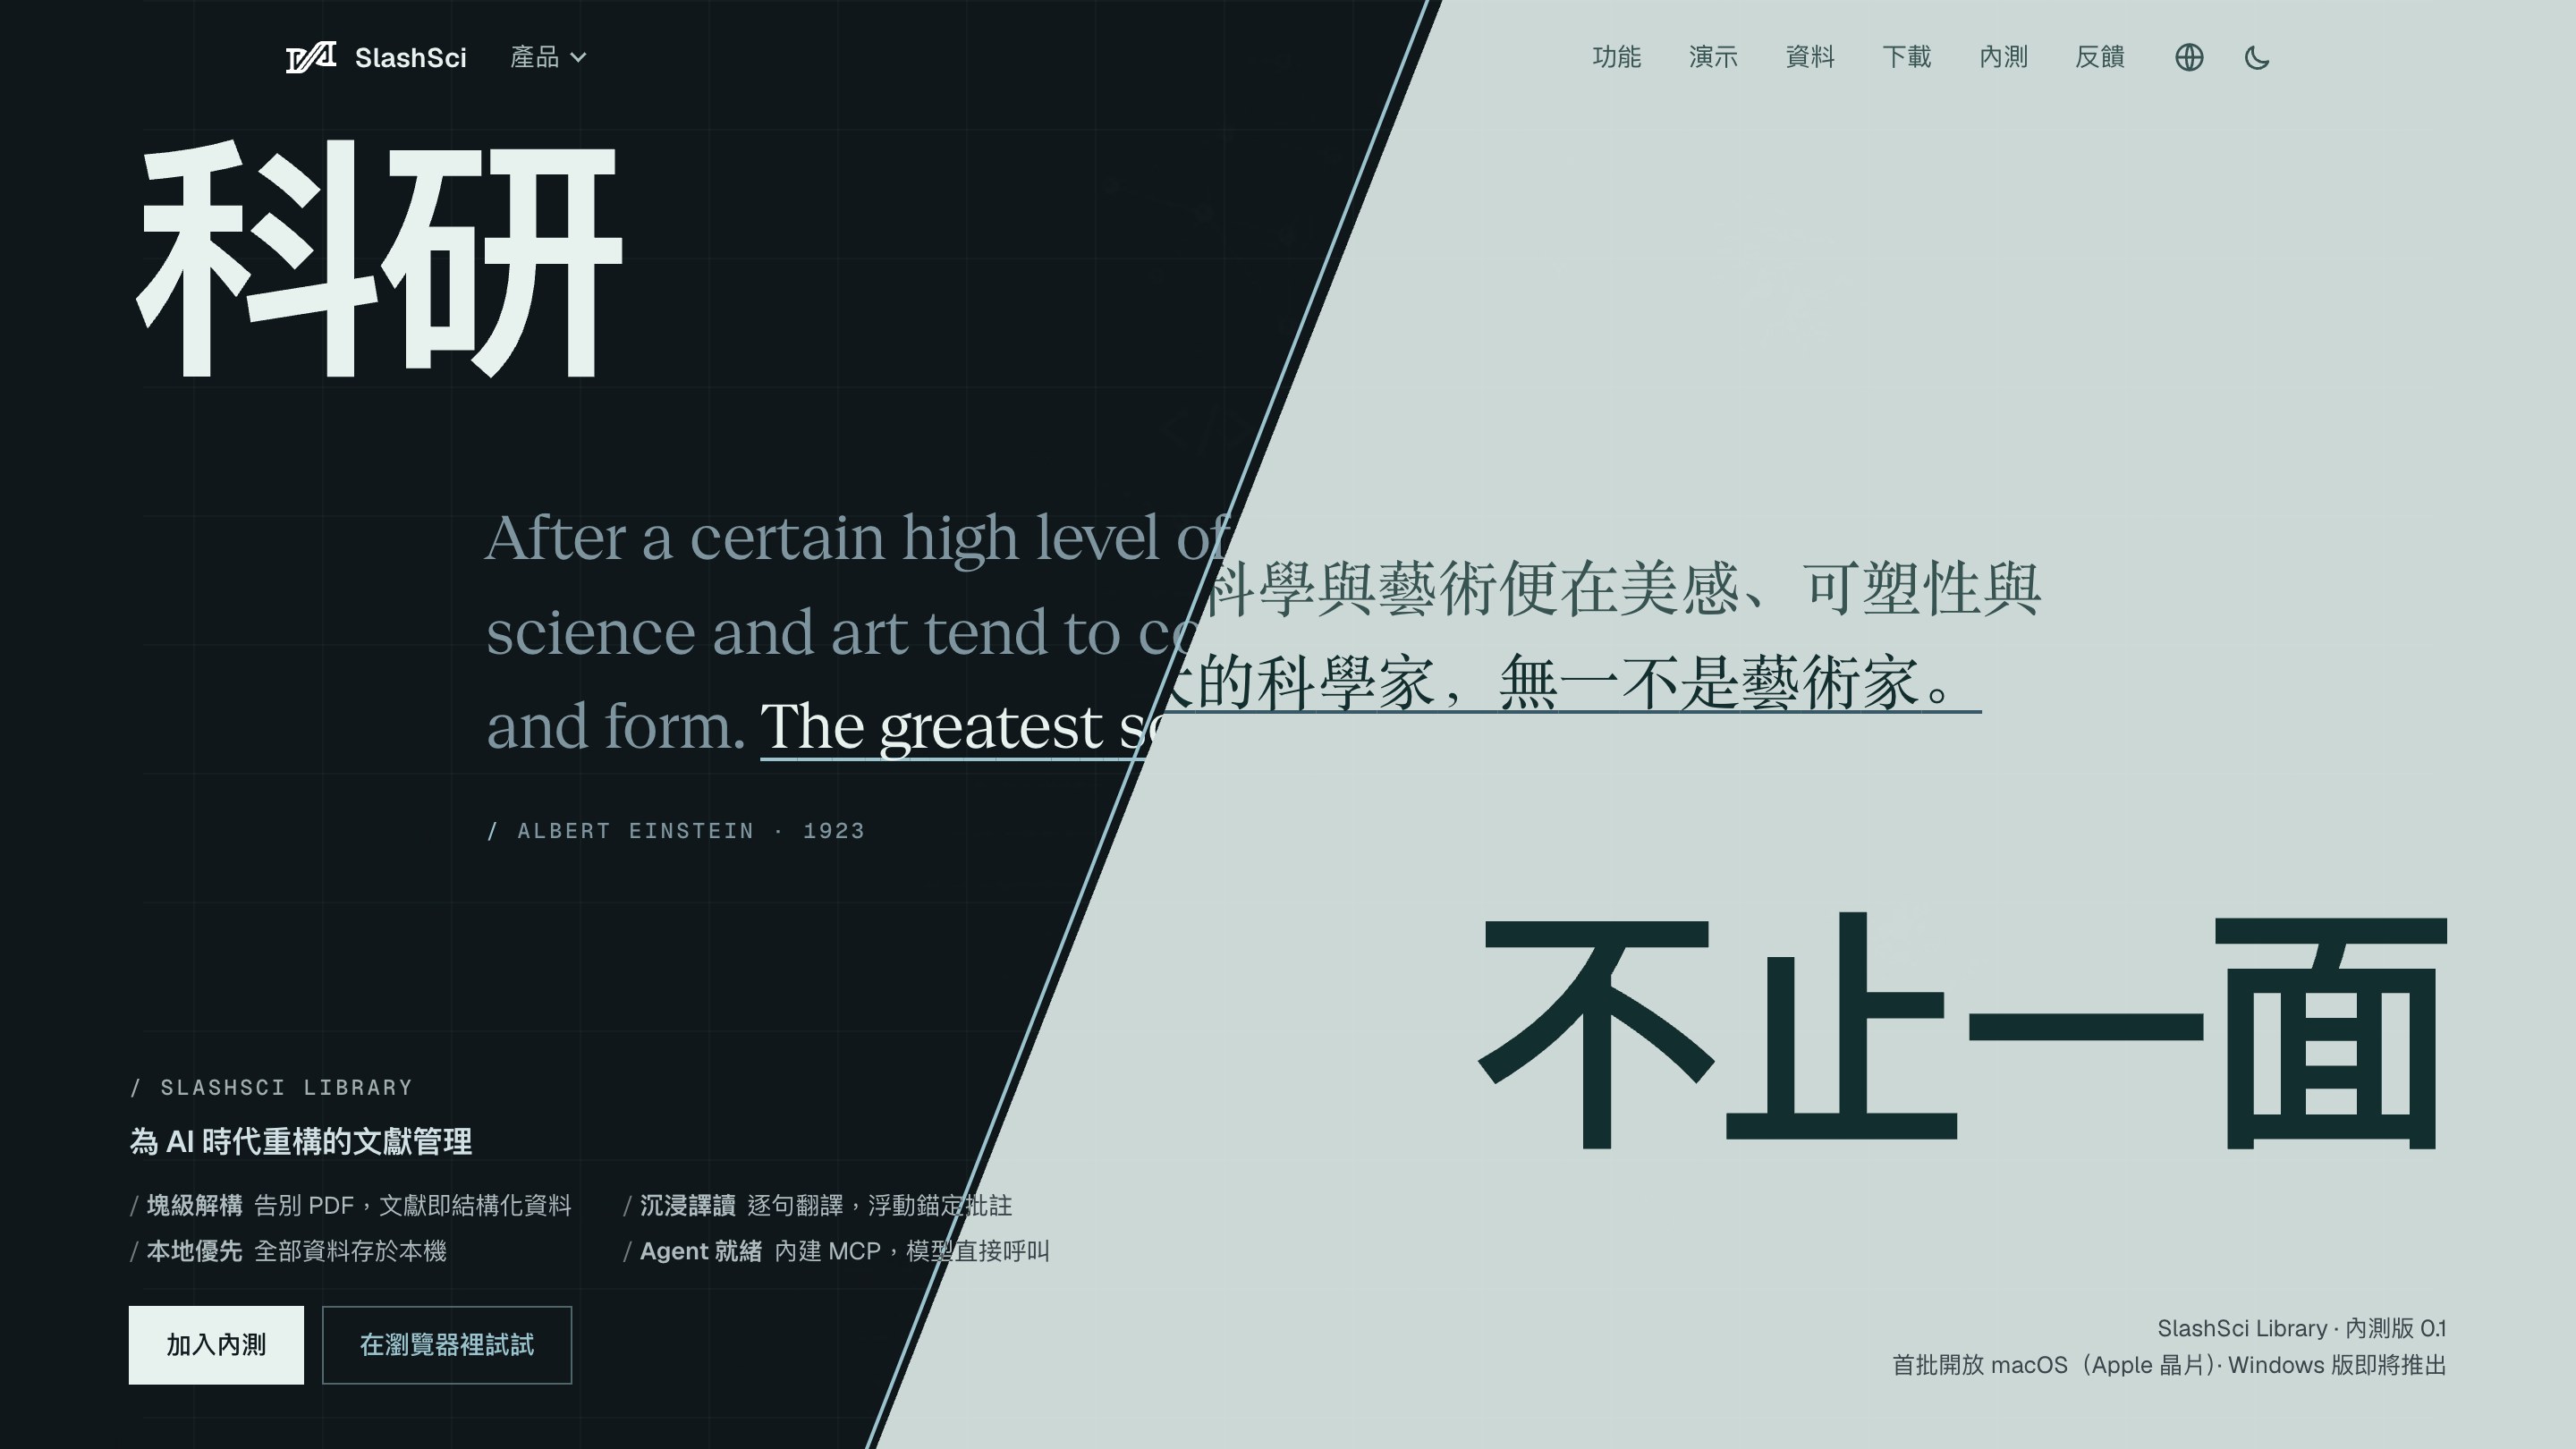 SlashSci 產品 功能 演示 資料 下載 內測 反饋
科研
After a certain high level of
science and art tend to
and form. The greatest
科學與藝術便在美感、可塑性與
的科學家，無一不是藝術家。
/ ALBERT EINSTEIN · 1923
不止一面
/ SLASHSCI LIBRARY
為 AI 時代重構的文獻管理
/ 塊級解構 告別 PDF，文獻即結構化資料
/ 沉浸譯讀 逐句翻譯，浮動錨定批註
/ 本地優先 全部資料存於本機
/ Agent 就緒 內建 MCP，模型直接呼叫
加入內測
在瀏覽器裡試試
SlashSci Library · 內測版 0.1
首批開放 macOS（Apple 晶片）· Windows 版即將推出